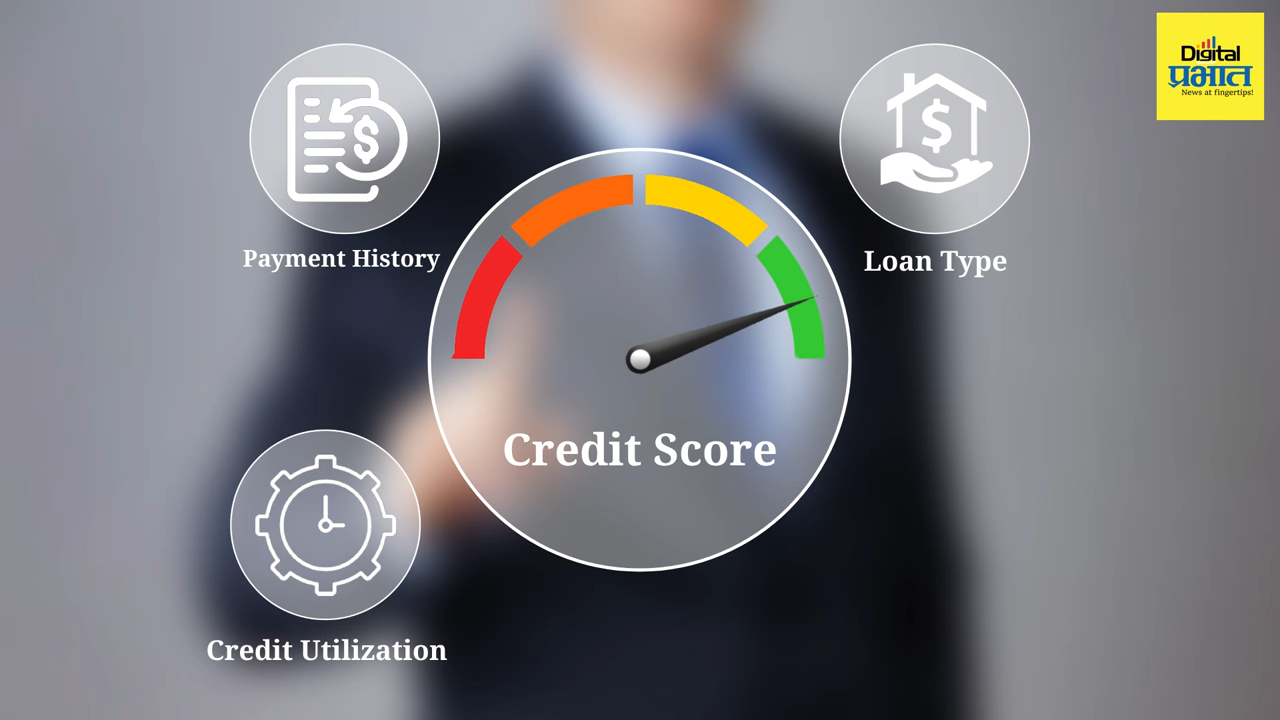 Digital
प्रभात
News at fingertips!
Payment History
Loan Type
Credit Score
Credit Utilization